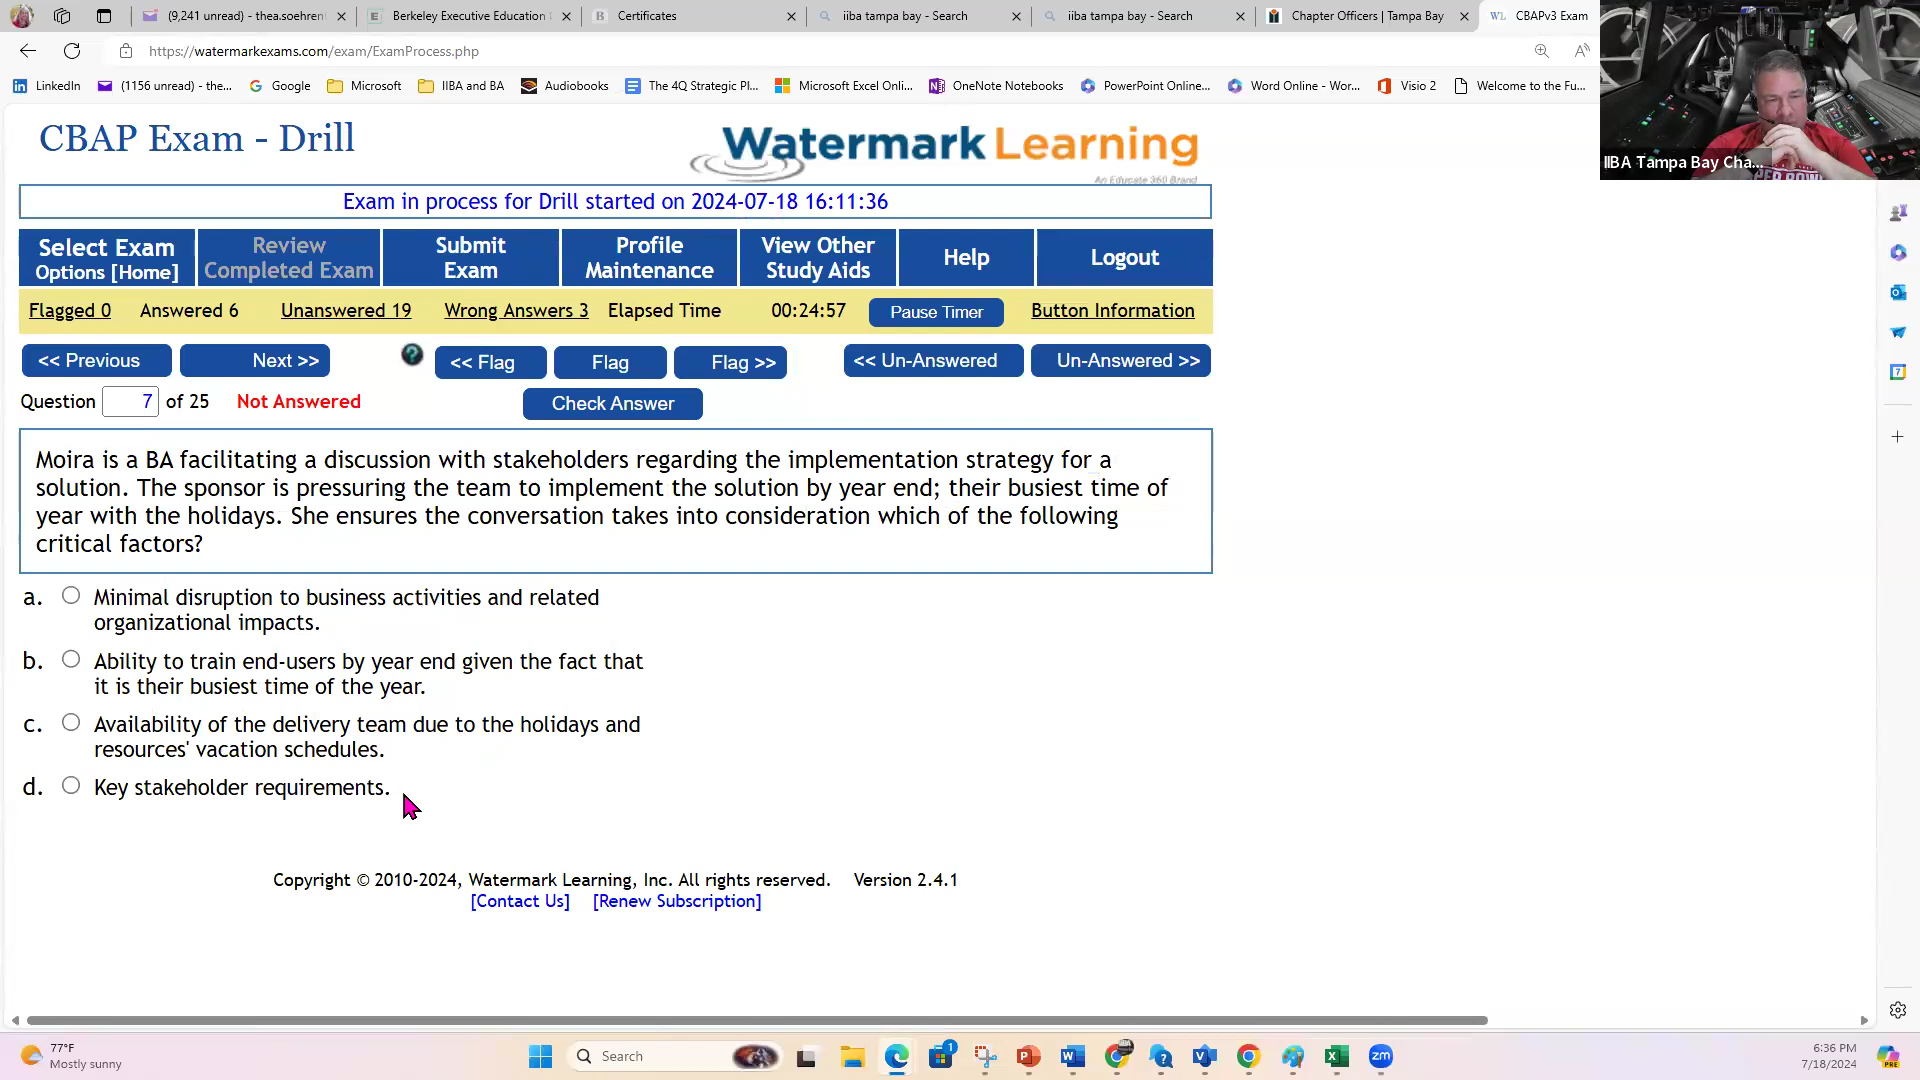 (9,241 unread) - thea.soehren
Berkeley Executive Education
Certificates
iiba tampa bay - Search
iiba tampa bay - Search
Chapter Officers | Tampa Bay
WL CBAPv3 Exam
https://watermarkexams.com/exam/ExamProcess.php
LinkedIn
(1156 unread) - the...
Google
Microsoft
IIBA and BA
Audiobooks
The 4Q Strategic Pl...
Microsoft Excel Onli...
OneNote Notebooks
PowerPoint Online...
Word Online - Wor...
Visio 2
Welcome to the Fu...
IIBA Tampa Bay Cha...
CBAP Exam - Drill
Watermark Learning
An Educate 360 Brand
Exam in process for Drill started on 2024-07-18 16:11:36
Select Exam
Options [Home]
Review
Completed Exam
Submit
Exam
Profile
Maintenance
View Other
Study Aids
Help
Logout
Flagged 0 Answered 6 Unanswered 19 Wrong Answers 3 Elapsed Time 00:24:57 Pause Timer Button Information
<< Previous Next >> ? << Flag Flag Flag >> << Un-Answered Un-Answered >>
Question 7 of 25 Not Answered Check Answer
Moira is a BA facilitating a discussion with stakeholders regarding the implementation strategy for a
solution. The sponsor is pressuring the team to implement the solution by year end; their busiest time of
year with the holidays. She ensures the conversation takes into consideration which of the following
critical factors?
a. Minimal disruption to business activities and related
organizational impacts.
b. Ability to train end-users by year end given the fact that
it is their busiest time of the year.
c. Availability of the delivery team due to the holidays and
resources' vacation schedules.
d. Key stakeholder requirements.
Copyright © 2010-2024, Watermark Learning, Inc. All rights reserved. Version 2.4.1
[Contact Us] [Renew Subscription]
77°F
Mostly sunny
Search
6:36 PM
7/18/2024